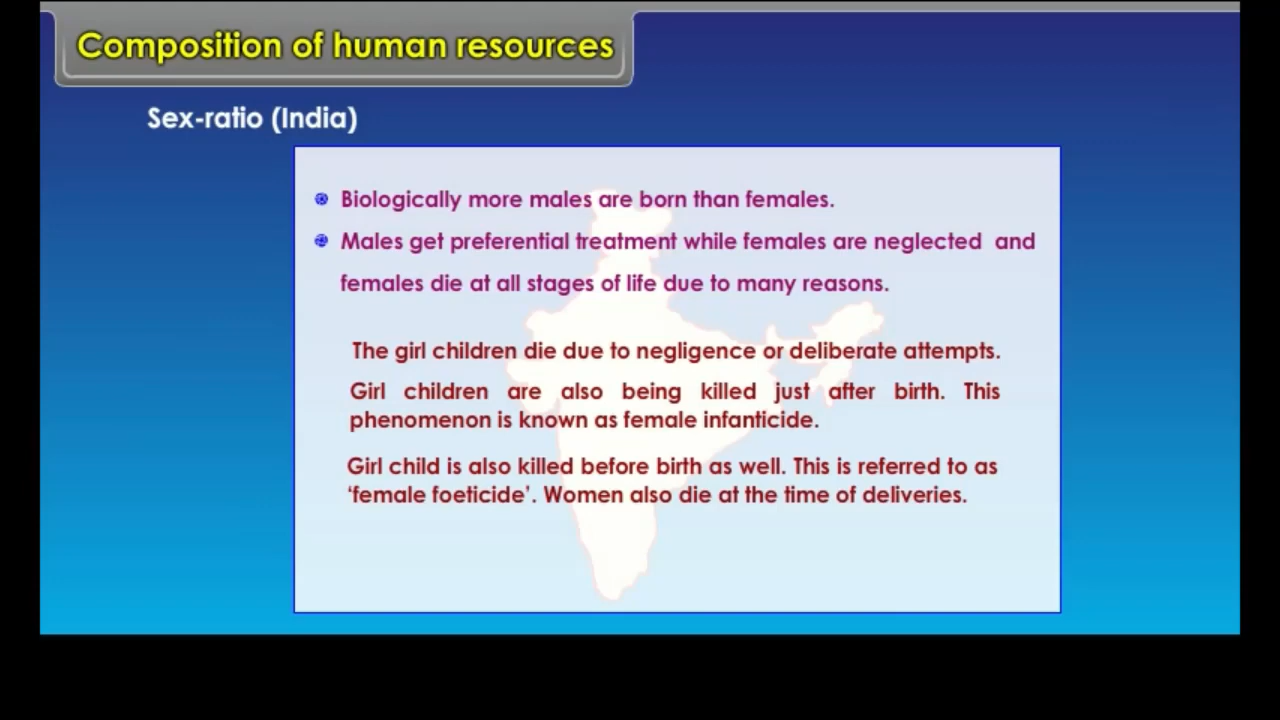 Composition of human resources
Sex-ratio (India)
Biologically more males are born than females.
Males get preferential treatment while females are neglected and
females die at all stages of life due to many reasons.
The girl children die due to negligence or deliberate attempts.
Girl children are also being killed just after birth. This
phenomenon is known as female infanticide.
Girl child is also killed before birth as well. This is referred to as
‘female foeticide’. Women also die at the time of deliveries.